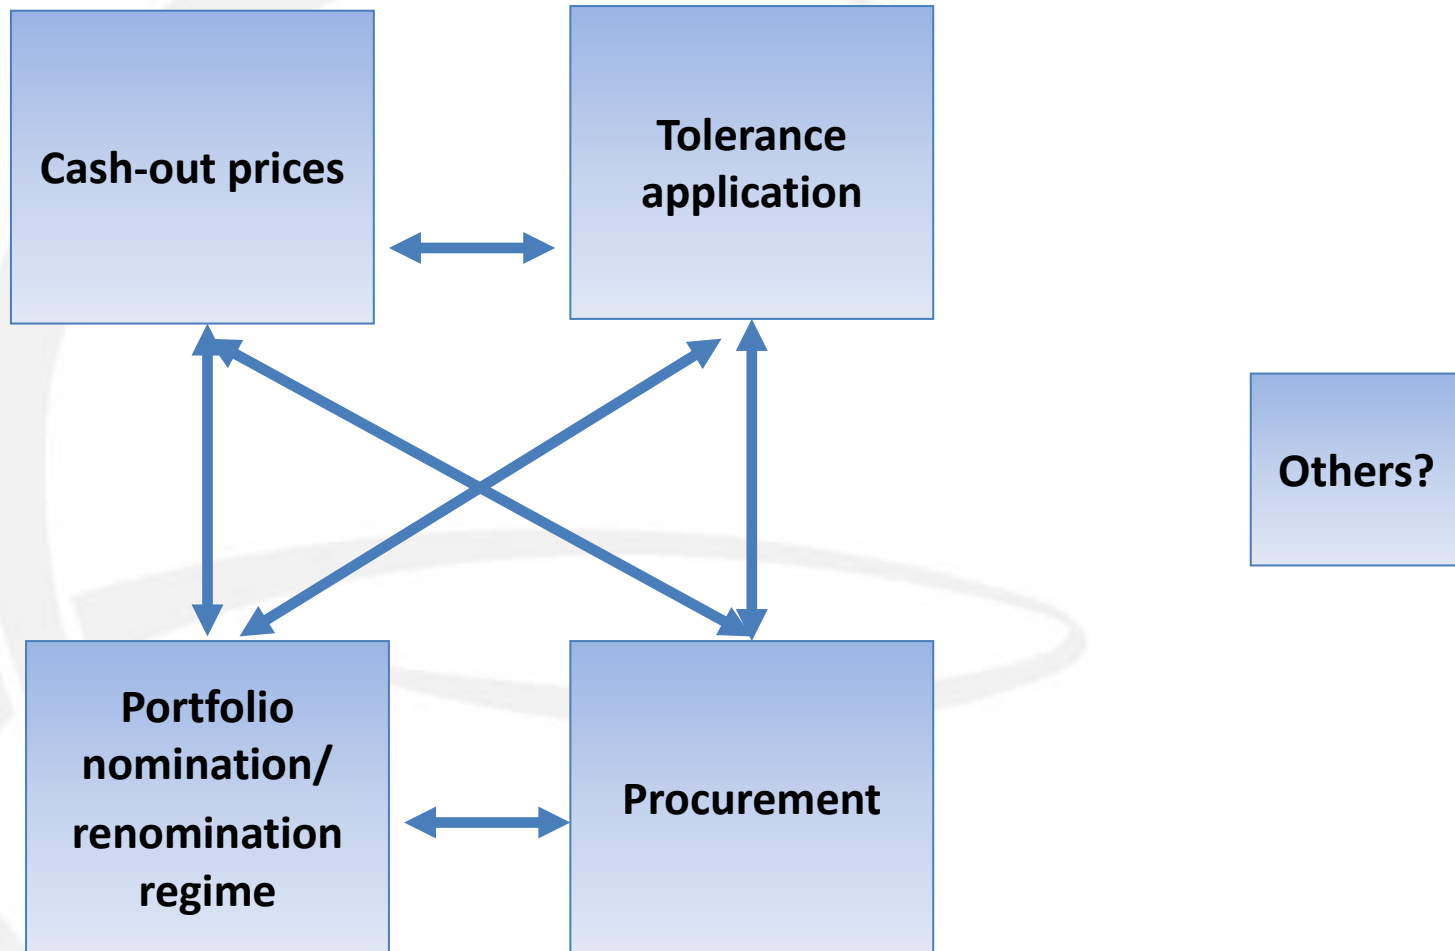 Cash-out prices
Tolerance
application
Others?
Portfolio
nomination/
renomination
regime
Procurement